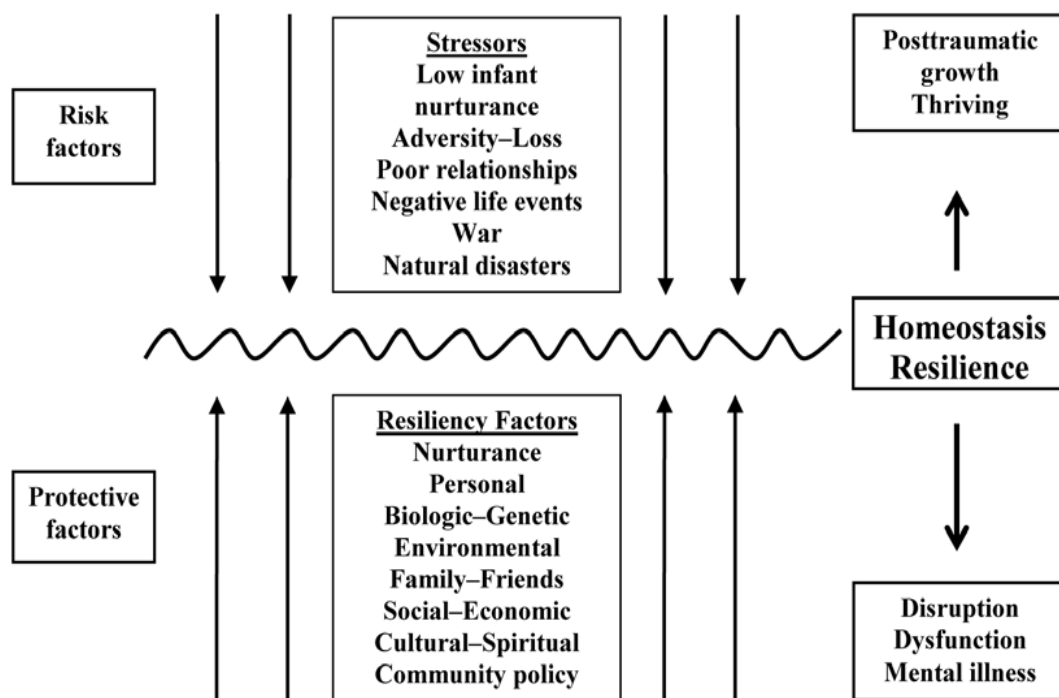 Risk
factors
Stressors
Low infant
nurturance
Adversity–Loss
Poor relationships
Negative life events
War
Natural disasters
Posttraumatic
growth
Thriving
Homeostasis
Resilience
Protective
factors
Resiliency Factors
Nurturance
Personal
Biologic–Genetic
Environmental
Family–Friends
Social–Economic
Cultural–Spiritual
Community policy
Disruption
Dysfunction
Mental illness